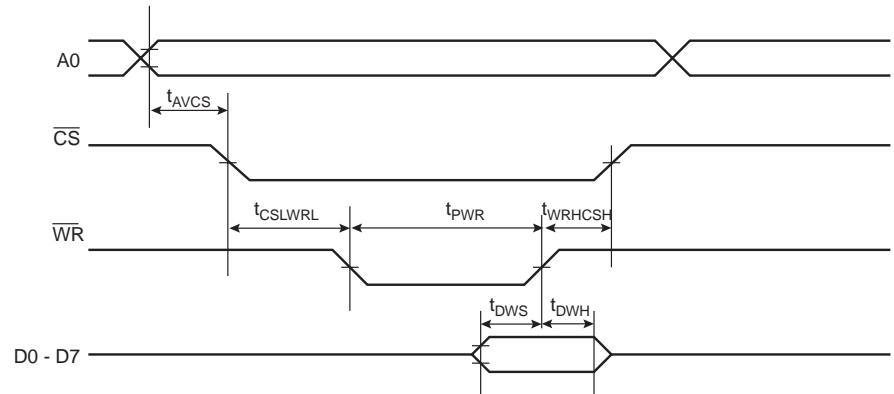 A0
tAVCS
CS
tCSLWRL tPWR tWRHCSH
WR
tDWS tDWH
D0 - D7